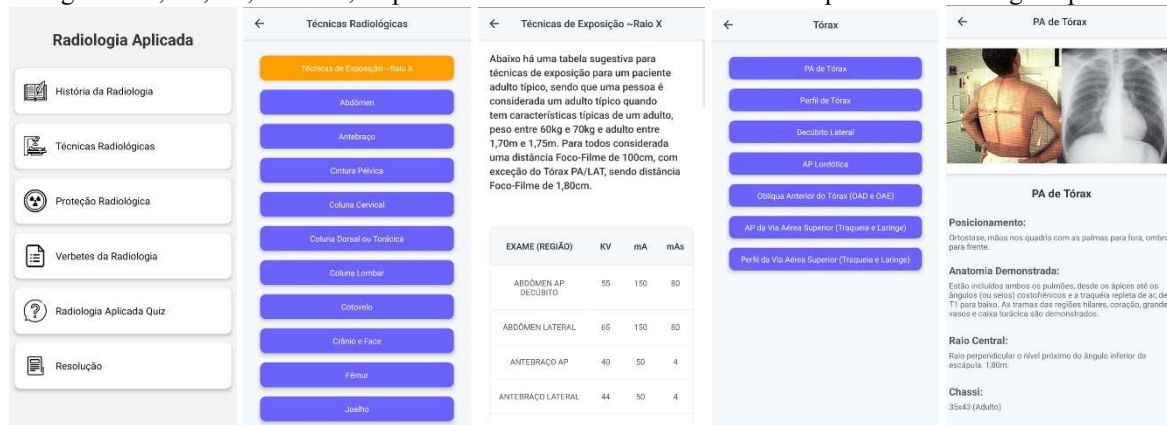 Radiologia Aplicada
História da Radiologia
Técnicas Radiológicas
Proteção Radiológica
Verbetes da Radiologia
Radiologia Aplicada Quiz
Resolução
Técnicas Radiológicas
Técnicas de Exposição ~Raio X
Abdômen
Antebraço
Cintura Pélvica
Coluna Cervical
Coluna Dorsal ou Torácica
Coluna Lombar
Cotovelo
Crânio e Face
Fêmur
Joelho
Técnicas de Exposição ~Raio X
Abaixo há uma tabela sugestiva para
técnicas de exposição para um paciente
adulto típico, sendo que uma pessoa é
considerada um adulto típico quando
tem características típicas de um adulto,
peso entre 60kg e 70kg e adulto entre
1,70m e 1,75m. Para todos considerada
uma distância Foco-Filme de 100cm, com
exceção do Tórax PA/LAT, sendo distância
Foco-Filme de 1,80cm.
EXAME (REGIÃO) KV mA mAs
ABDÔMEN AP DECÚBITO 55 150 80
ABDÔMEN LATERAL 65 150 80
ANTEBRAÇO AP 40 50 4
ANTEBRAÇO LATERAL 44 50 4
Tórax
PA de Tórax
Perfil de Tórax
Decúbito Lateral
AP Lordótica
Oblíqua Anterior do Tórax (OAD e OAE)
AP da Via Aérea Superior (Traqueia e Laringe)
Perfil da Via Aérea Superior (Traqueia e Laringe)
PA de Tórax
PA de Tórax
Posicionamento:
Ortostase, mãos nos quadris com as palmas para fora, ombro
para frente.
Anatomia Demonstrada:
Estão incluídos ambos os pulmões, desde os ápices até os
ângulos (ou seios) costofrênicos e a traquéia repleta de ar, de
T1 para baixo. As tramas das regiões hilares, coração, grande
vasos e caixa torácica são demonstrados.
Raio Central:
Raio perpendicular o nível próximo do ângulo inferior da
escápula. 1,80m.
Chassi:
35x43 (Adulto)